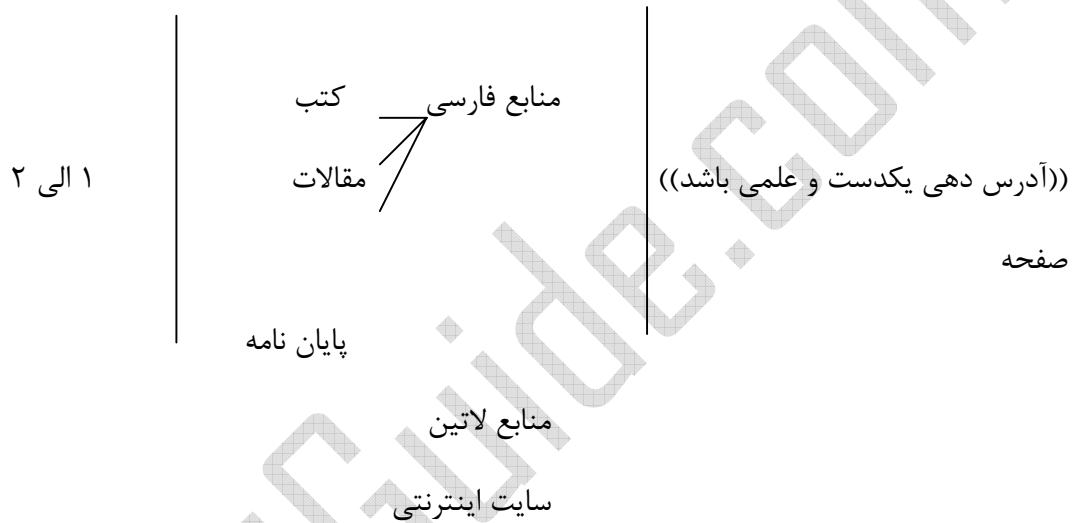 منابع فارسی کتب
((آدرس دهی یکدست و علمی باشد)) مقالات ۱ الی ۲
صفحه
پایان نامه
منابع لاتین
سایت اینترنتی